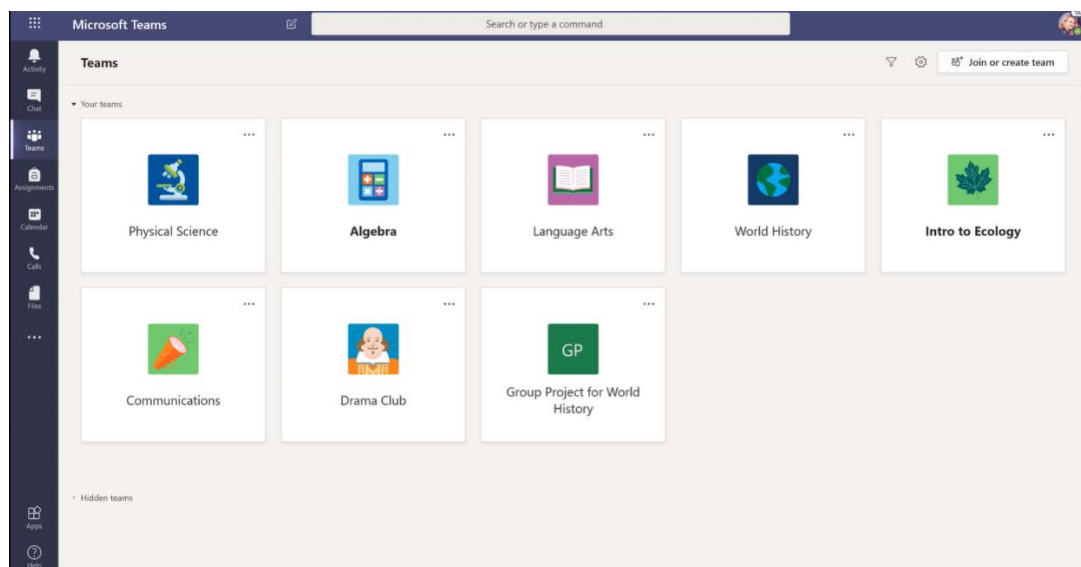 Microsoft Teams
Search or type a command
Activity
Chat
Teams
Assignments
Calendar
Calls
Files
Apps
Help
Teams
Join or create team
Your teams
Physical Science
Algebra
Language Arts
World History
Intro to Ecology
Communications
Drama Club
GP
Group Project for World
History
Hidden teams